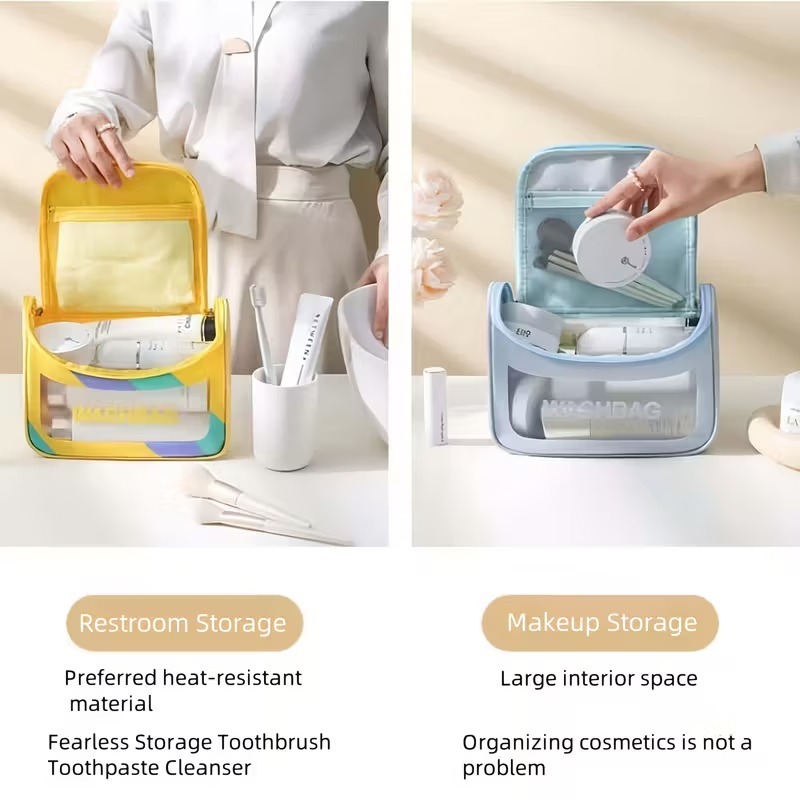 BETWEEN
WASHBAG
WASHBAG
Restroom Storage
Preferred heat-resistant
material
Fearless Storage Toothbrush
Toothpaste Cleanser
Makeup Storage
Large interior space
Organizing cosmetics is not a
problem